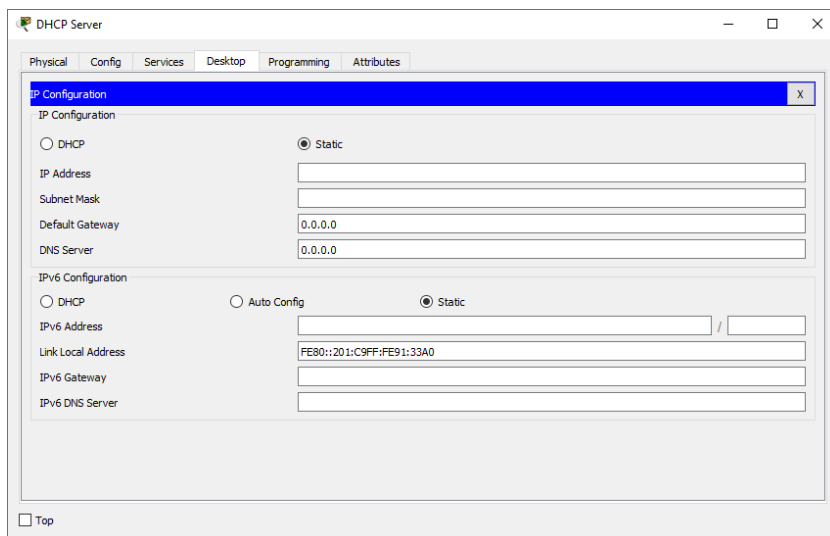 DHCP Server
Physical Config Services Desktop Programming Attributes
IP Configuration X
IP Configuration
DHCP Static
IP Address
Subnet Mask
Default Gateway 0.0.0.0
DNS Server 0.0.0.0
IPv6 Configuration
DHCP Auto Config Static
IPv6 Address /
Link Local Address FE80::201:C9FF:FE91:33A0
IPv6 Gateway
IPv6 DNS Server
Top